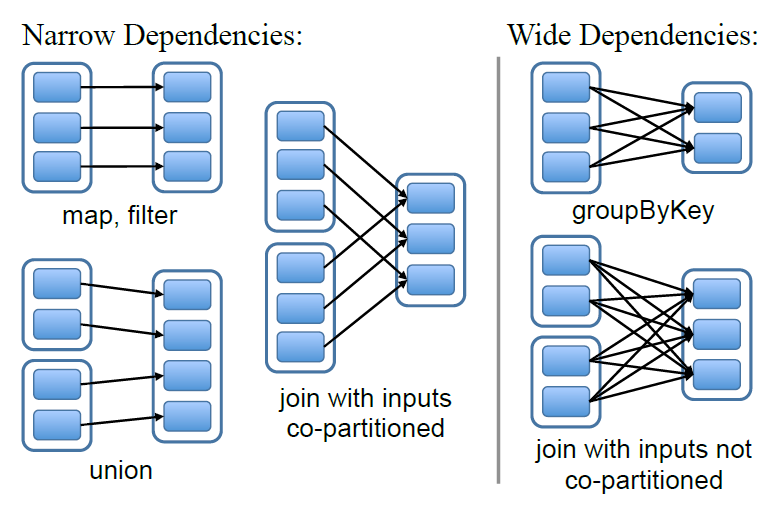 Narrow Dependencies:
Wide Dependencies:
map, filter
groupByKey
join with inputs
co-partitioned
union
join with inputs not
co-partitioned